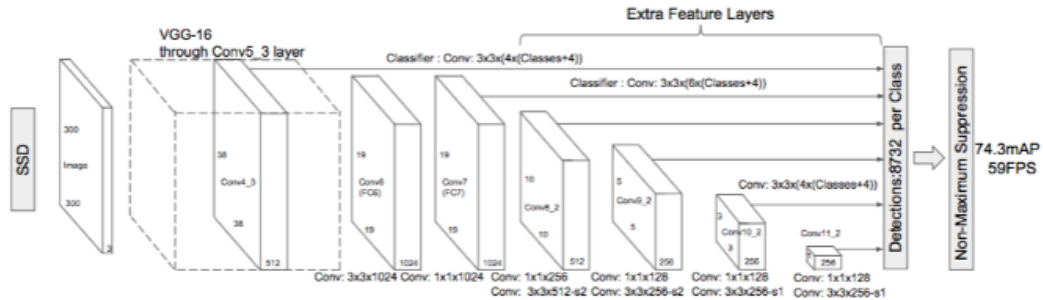 Extra Feature Layers
VGG-16
through Conv5_3 layer
Classifier : Conv: 3x3x(4x(Classes+4))
Classifier : Conv: 3x3x(6x(Classes+4))
SSD
300
Image
300
3
38
Conv4_3
38
512
19
Conv6
(FC6)
19
1024
19
Conv7
(FC7)
19
1024
10
Conv8_2
10
512
5
Conv9_2
5
256
Conv: 3x3x(4x(Classes+4))
3
Conv10_2
3
256
Conv11_2
256
Detections:8732 per Class
Non-Maximum Suppression
74.3mAP
59FPS
Conv: 3x3x1024
Conv: 1x1x1024
Conv: 1x1x256
Conv: 3x3x512-s2
Conv: 1x1x128
Conv: 3x3x256-s2
Conv: 1x1x128
Conv: 3x3x256-s1
Conv: 1x1x128
Conv: 3x3x256-s1